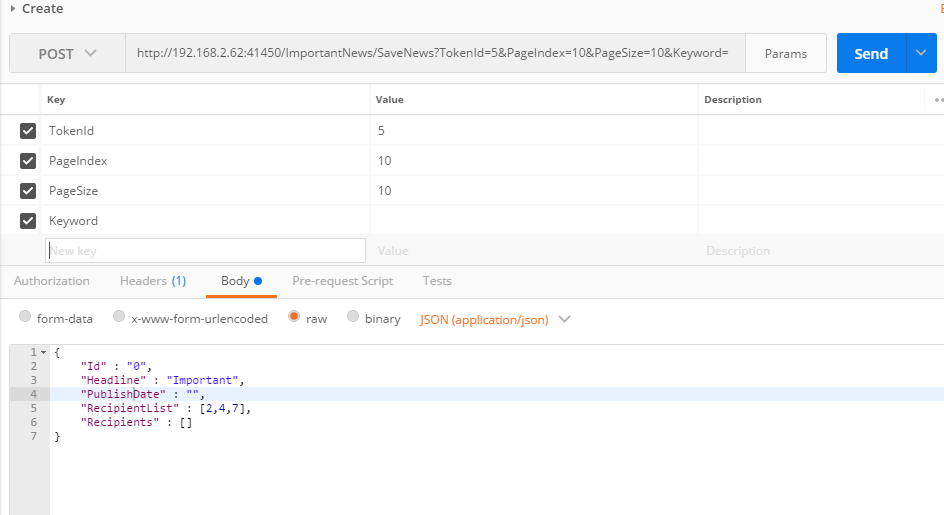 Create
POST http://192.168.2.62:41450/ImportantNews/SaveNews?TokenId=5&PageIndex=10&PageSize=10&Keyword= Params Send
Key Value Description
TokenId 5
PageIndex 10
PageSize 10
Keyword
New key Value Description
Authorization Headers (1) Body Pre-request Script Tests
form-data x-www-form-urlencoded raw binary JSON (application/json)
1 {
2 "Id" : "0",
3 "Headline" : "Important",
4 "PublishDate" : "",
5 "RecipientList" : [2,4,7],
6 "Recipients" : []
7 }